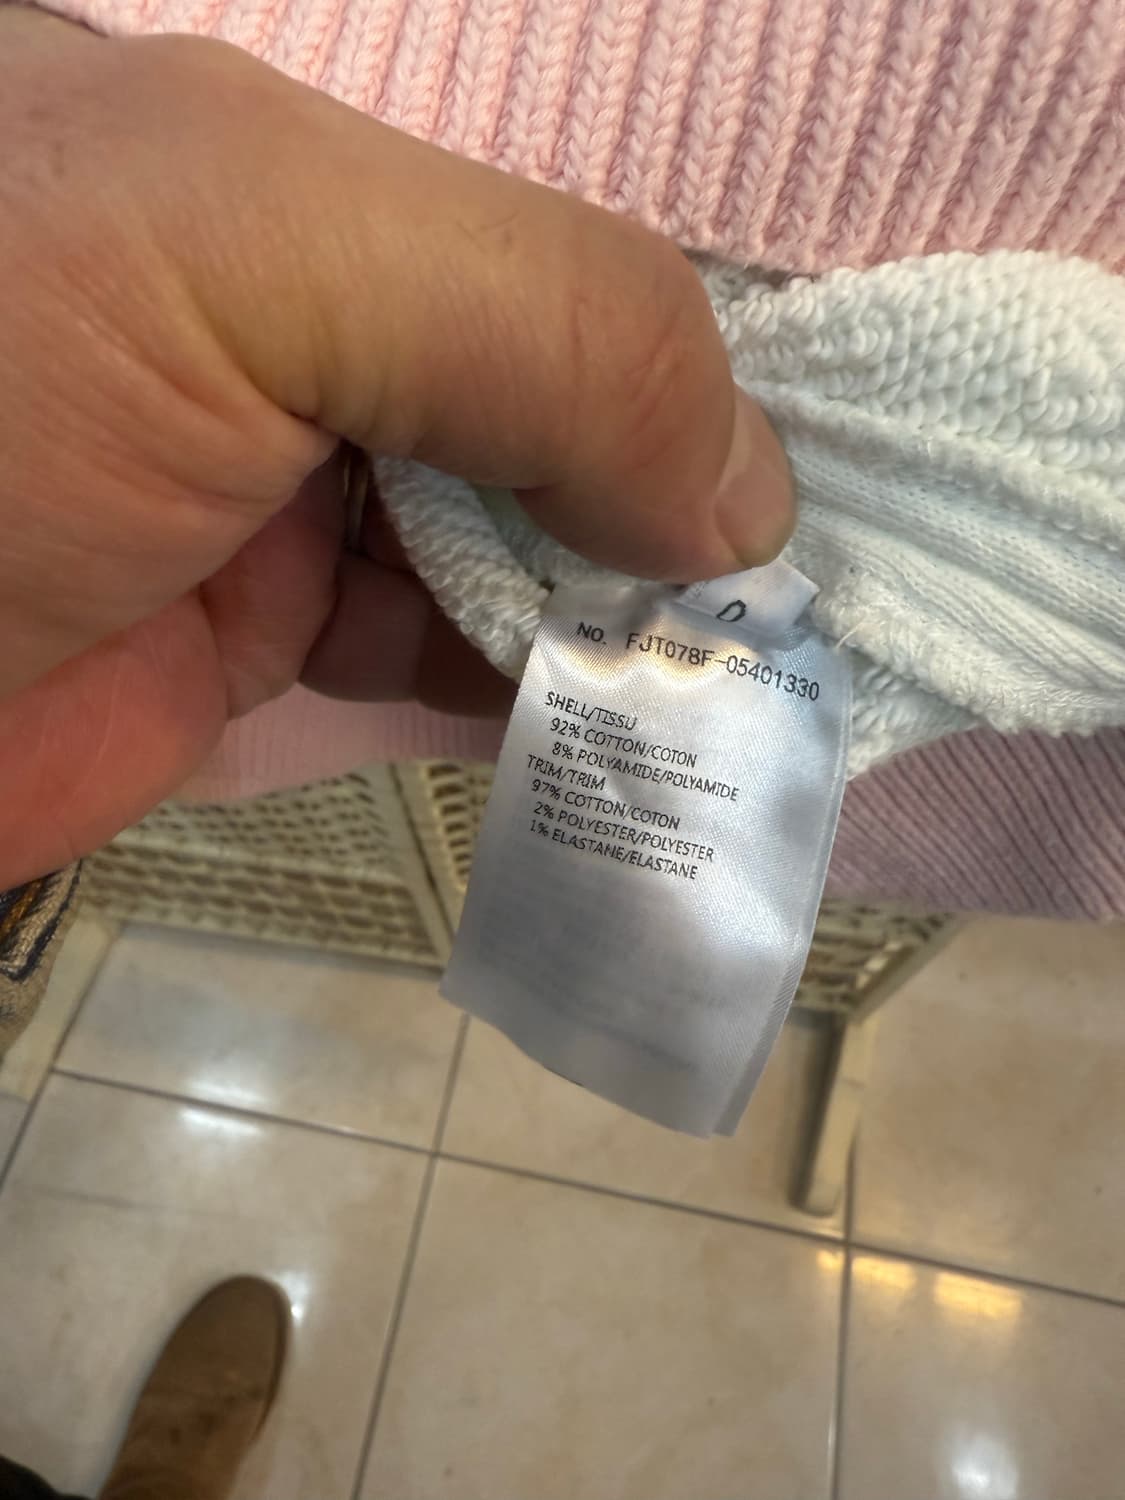 D
NO. FJT078F-05401330
SHELL/TISSU
92% COTTON/COTON
8% POLYAMIDE/POLYAMIDE
TRIM/TRIM
97% COTTON/COTON
2% POLYESTER/POLYESTER
1% ELASTANE/ELASTANE